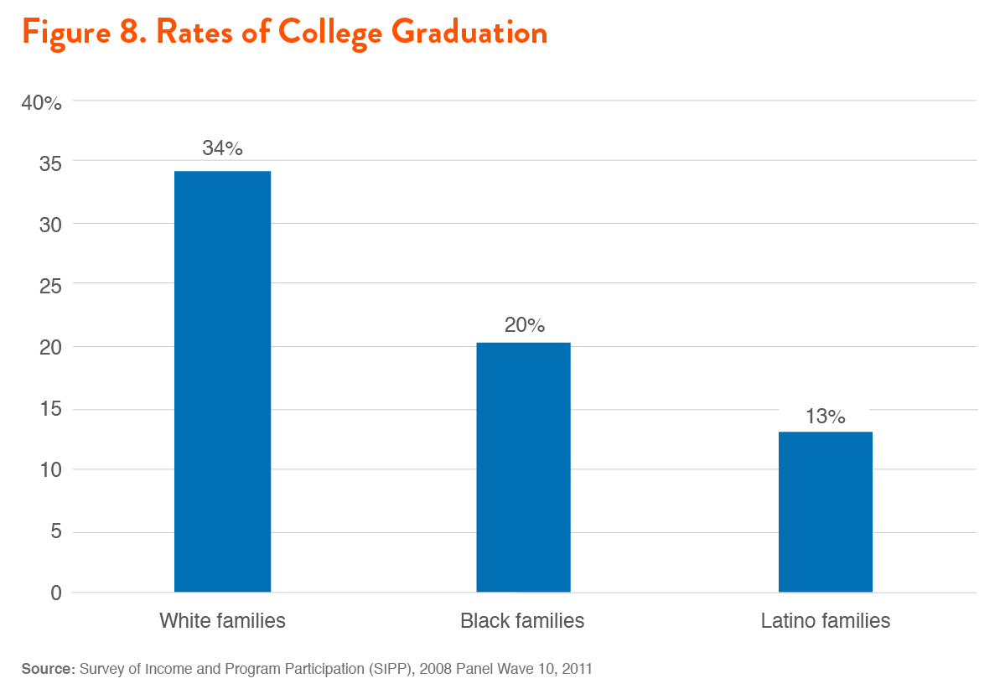 Figure 8. Rates of College Graduation
40%
34%
35
30
25
20%
20
15
13%
10
5
0
White families
Black families
Latino families
Source: Survey of Income and Program Participation (SIPP), 2008 Panel Wave 10, 2011